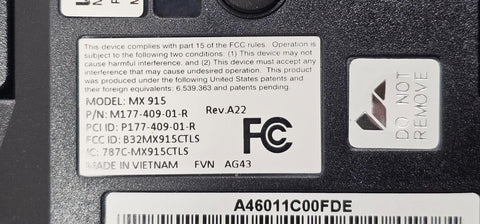 This device complies with part 15 of the FCC rules. Operation is
subject to the following two conditions: (1) This device may not
cause harmful interference, and (2) This device must accept any
interference that may cause undesired operation. This product
was produced under the following United States patents and
their foreign equivalents: 6,539,363 and patents pending.
MODEL: MX 915
P/N: M177-409-01-R Rev.A22
PCI ID: P177-409-01-R
FCC ID: B32MX915CTLS
IC: 787C-MX915CTLS
MADE IN VIETNAM FVN AG43
FC
DO NOT
REMOVE
A46011C00FDE